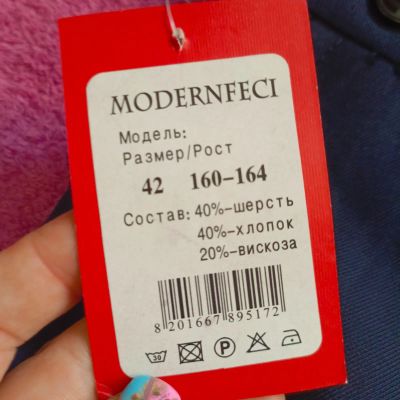 MODERNFECI
Модель:
Размер/Рост
42 160-164
Состав: 40%-шерсть
40%-хлопок
20%-вискоза
8 201667 895172
30 P